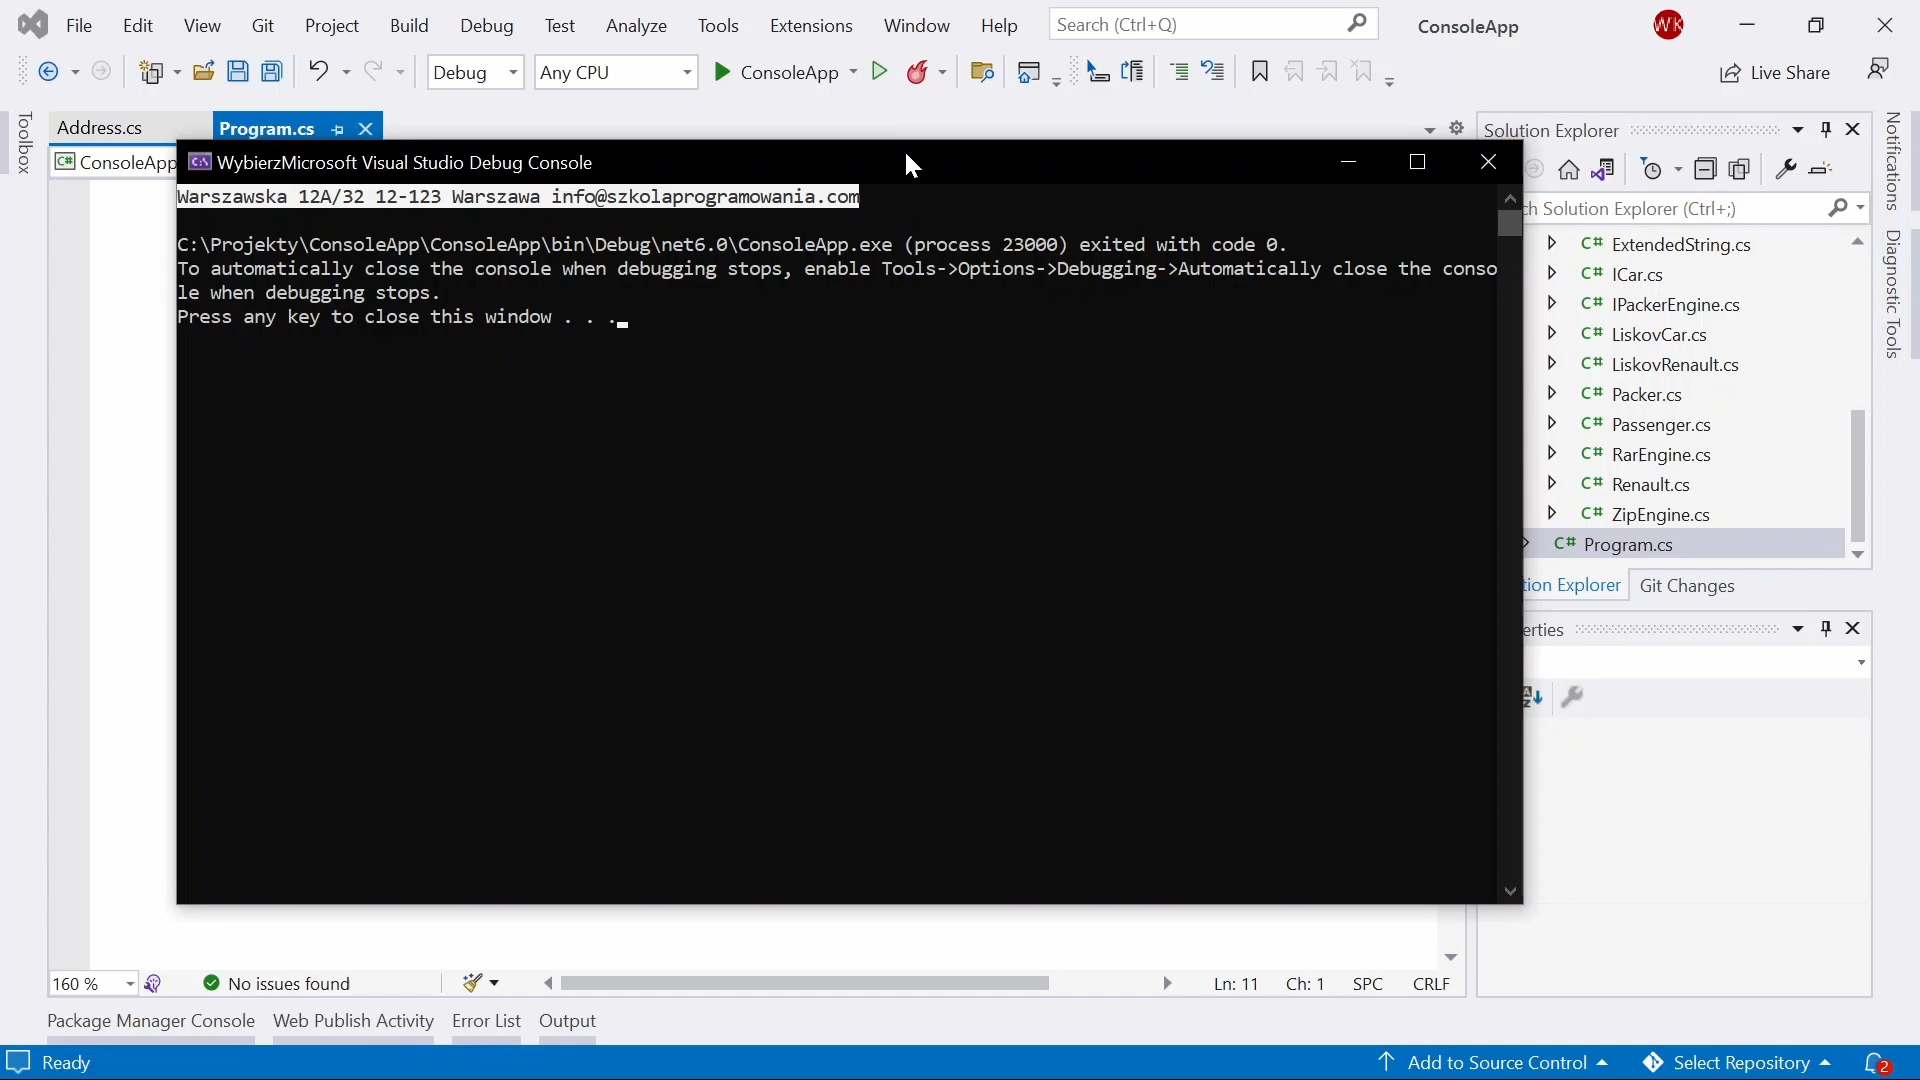 File Edit View Git Project Build Debug Test Analyze Tools Extensions Window Help Search (Ctrl+Q) ConsoleApp WK
Debug Any CPU ConsoleApp Live Share
Toolbox
Address.cs Program.cs
ConsoleApp
WybierzMicrosoft Visual Studio Debug Console
Warszawska 12A/32 12-123 Warszawa info@szkolaprogramowania.com
C:\Projekty\ConsoleApp\ConsoleApp\bin\Debug\net6.0\ConsoleApp.exe (process 23000) exited with code 0.
To automatically close the console when debugging stops, enable Tools->Options->Debugging->Automatically close the conso
le when debugging stops.
Press any key to close this window . . .
Solution Explorer
ch Solution Explorer (Ctrl+;)
C# ExtendedString.cs
C# ICar.cs
C# IPackerEngine.cs
C# LiskovCar.cs
C# LiskovRenault.cs
C# Packer.cs
C# Passenger.cs
C# RarEngine.cs
C# Renault.cs
C# ZipEngine.cs
C# Program.cs
tion Explorer Git Changes
erties
Notifications
Diagnostic Tools
160 % No issues found Ln: 11 Ch: 1 SPC CRLF
Package Manager Console Web Publish Activity Error List Output
Ready Add to Source Control Select Repository 2